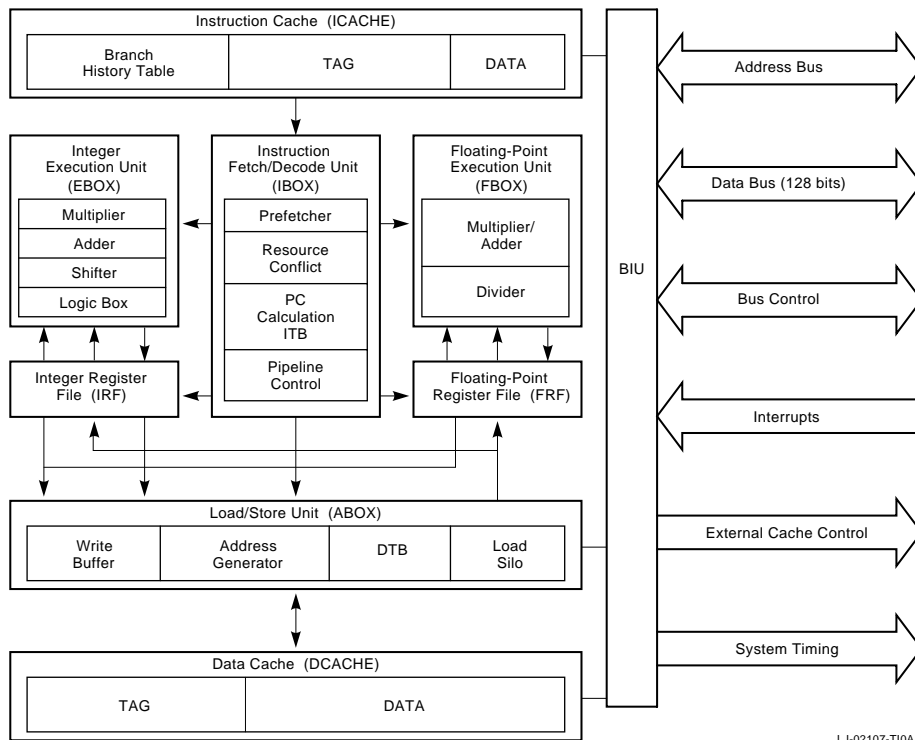 Instruction Cache (ICACHE)
Branch
History Table
TAG
DATA
Integer
Execution Unit
(EBOX)
Multiplier
Adder
Shifter
Logic Box
Instruction
Fetch/Decode Unit
(IBOX)
Prefetcher
Resource
Conflict
PC
Calculation
ITB
Pipeline
Control
Floating-Point
Execution Unit
(FBOX)
Multiplier/
Adder
Divider
Integer Register
File (IRF)
Floating-Point
Register File (FRF)
Load/Store Unit (ABOX)
Write
Buffer
Address
Generator
DTB
Load
Silo
Data Cache (DCACHE)
TAG
DATA
BIU
Address Bus
Data Bus (128 bits)
Bus Control
Interrupts
External Cache Control
System Timing
LJ-02107-TI0A